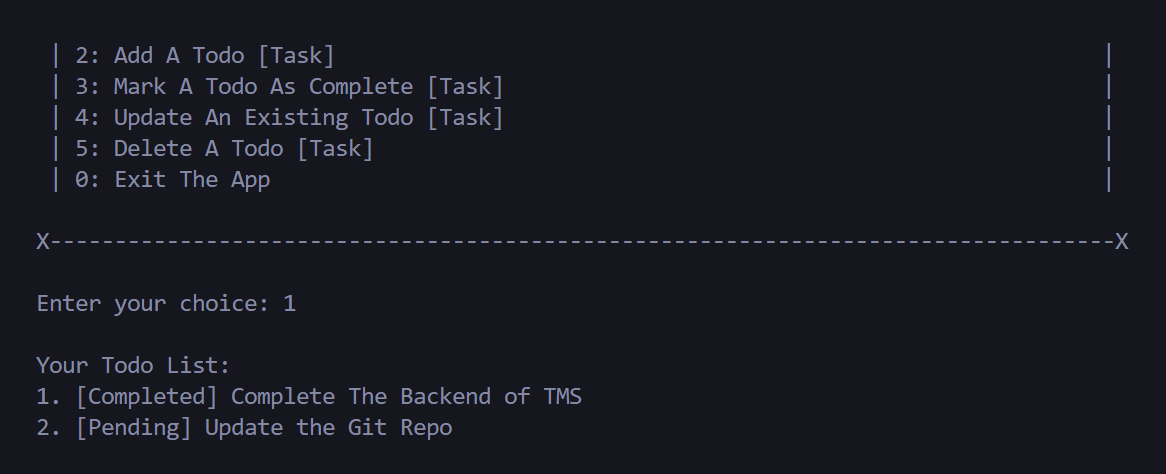 | 2: Add A Todo [Task] |
| 3: Mark A Todo As Complete [Task] |
| 4: Update An Existing Todo [Task] |
| 5: Delete A Todo [Task] |
| 0: Exit The App |
X----------------------------------------------------------------------------------X
Enter your choice: 1
Your Todo List:
1. [Completed] Complete The Backend of TMS
2. [Pending] Update the Git Repo